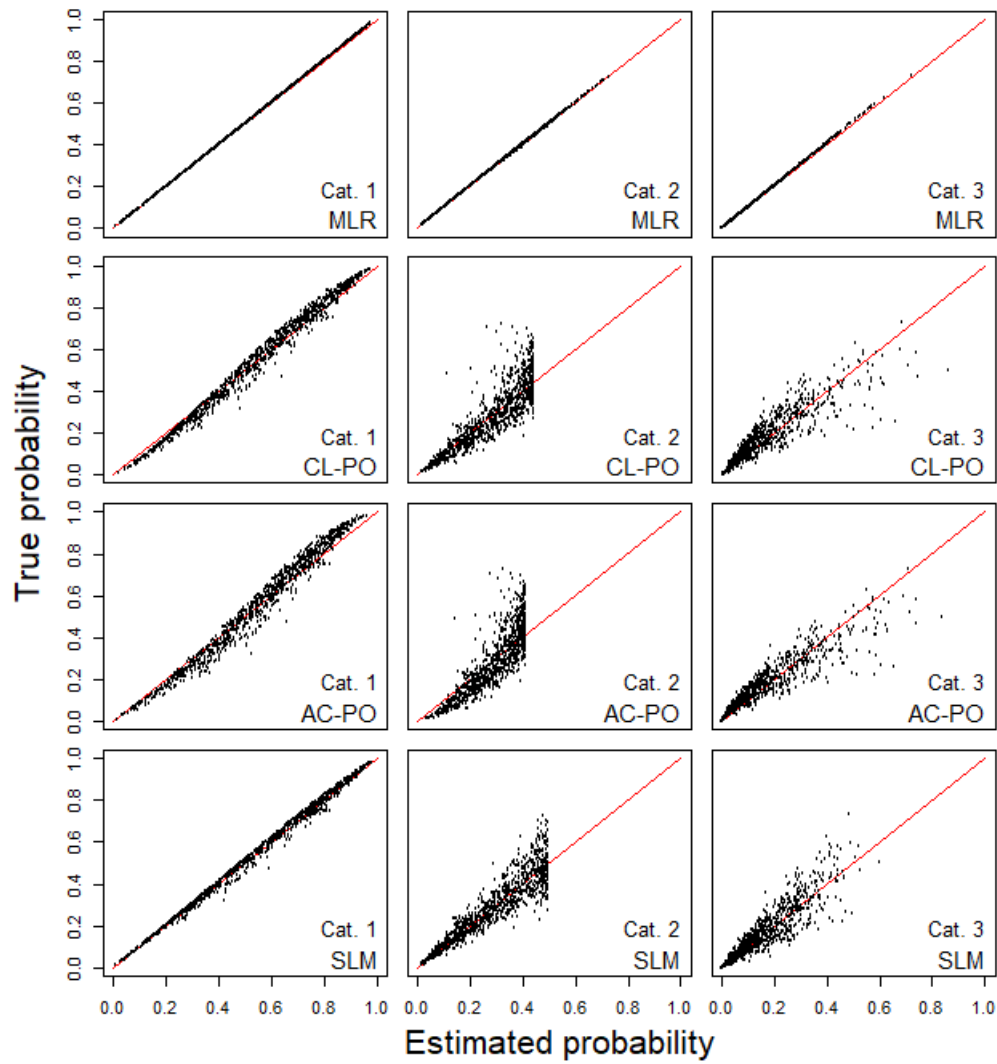 1.0
0.8
0.6
0.4
0.2
0.0
Cat. 1
MLR
Cat. 2
MLR
Cat. 3
MLR
1.0
0.8
0.6
0.4
0.2
0.0
Cat. 1
CL-PO
Cat. 2
CL-PO
Cat. 3
CL-PO
True probability
1.0
0.8
0.6
0.4
0.2
0.0
Cat. 1
AC-PO
Cat. 2
AC-PO
Cat. 3
AC-PO
1.0
0.8
0.6
0.4
0.2
0.0
Cat. 1
SLM
Cat. 2
SLM
Cat. 3
SLM
0.0 0.2 0.4 0.6 0.8 1.0 0.0 0.2 0.4 0.6 0.8 1.0 0.0 0.2 0.4 0.6 0.8 1.0
Estimated probability